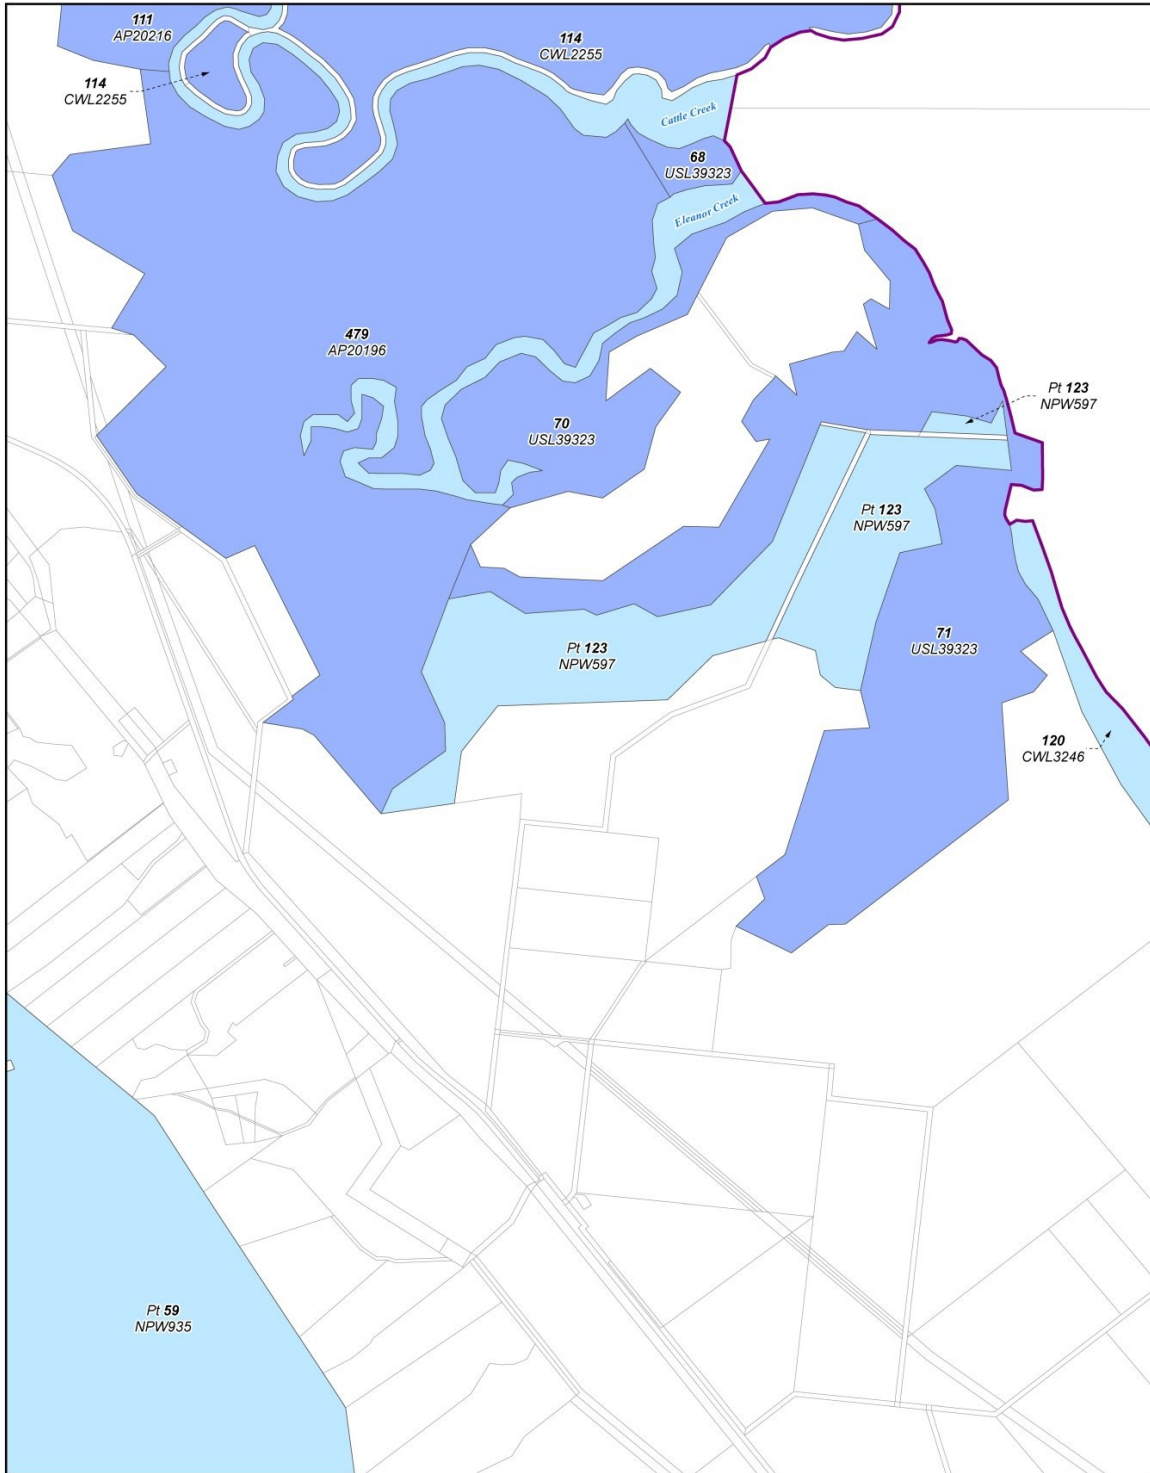 111
AP20216
114
CWL2255
114
CWL2255
Cattle Creek
68
USL39323
Eleanor Creek
479
AP20196
Pt 123
NPW597
70
USL39323
Pt 123
NPW597
Pt 123
NPW597
71
USL39323
120
CWL3246
Pt 59
NPW935